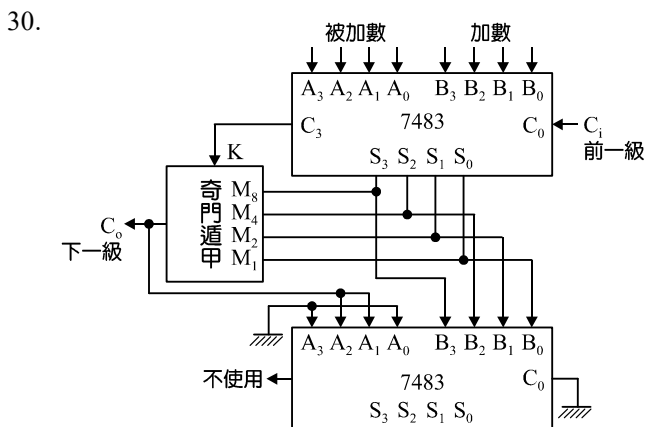 30.
被加數 加數
A3 A2 A1 A0 B3 B2 B1 B0
C3 7483 C0 Ci
前一級
K S3 S2 S1 S0
奇門遁甲
M8
M4
M2
M1
Co
下一級
A3 A2 A1 A0 B3 B2 B1 B0
不使用 7483 C0
S3 S2 S1 S0